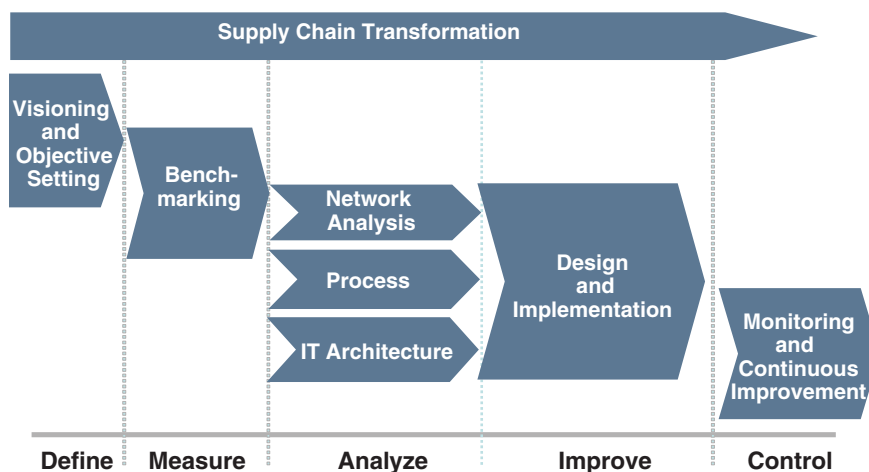 Supply Chain Transformation
Visioning
and
Objective
Setting
Bench-
marking
Network
Analysis
Process
IT Architecture
Design
and
Implementation
Monitoring
and
Continuous
Improvement
Define
Measure
Analyze
Improve
Control